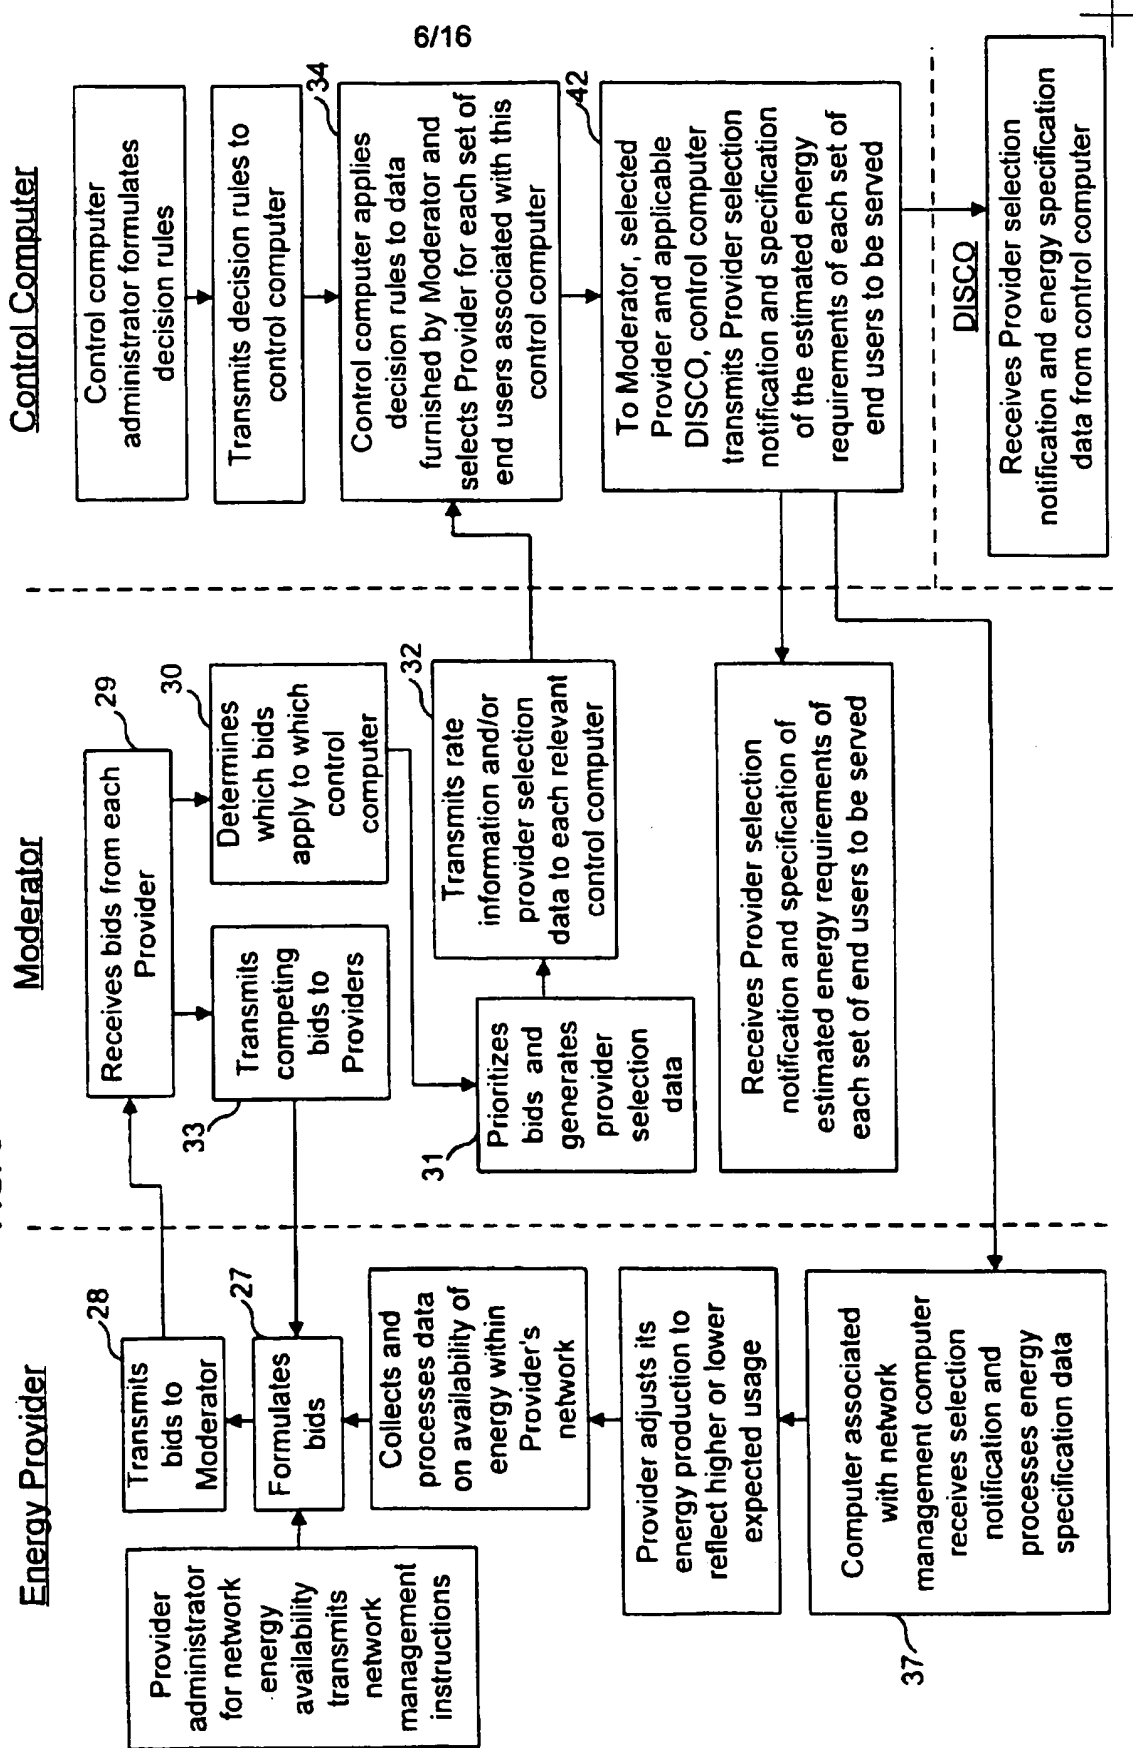 6/16
Energy Provider
Provider
administrator
for network
energy
availability
transmits
network
management
instructions
28
Transmits
bids to
Moderator
27
Formulates
bids
Collects and
processes data
on availability of
energy within
Provider's
network
Provider adjusts its
energy production to
reflect higher or lower
expected usage
Computer associated
with network
management computer
receives selection
notification and
processes energy
specification data
37
Moderator
29
Receives bids from each
Provider
33
Transmits
competing
bids to
Providers
30
Determines
which bids
apply to which
control
computer
31
Prioritizes
bids and
generates
provider
selection
data
32
Transmits rate
information and/or
provider selection
data to each relevant
control computer
Receives Provider selection
notification and specification of
estimated energy requirements of
each set of end users to be served
Control Computer
Control computer
administrator formulates
decision rules
Transmits decision rules to
control computer
34
Control computer applies
decision rules to data
furnished by Moderator and
selects Provider for each set of
end users associated with this
control computer
42
To Moderator, selected
Provider and applicable
DISCO, control computer
transmits Provider selection
notification and specification
of the estimated energy
requirements of each set of
end users to be served
DISCO
Receives Provider selection
notification and energy specification
data from control computer